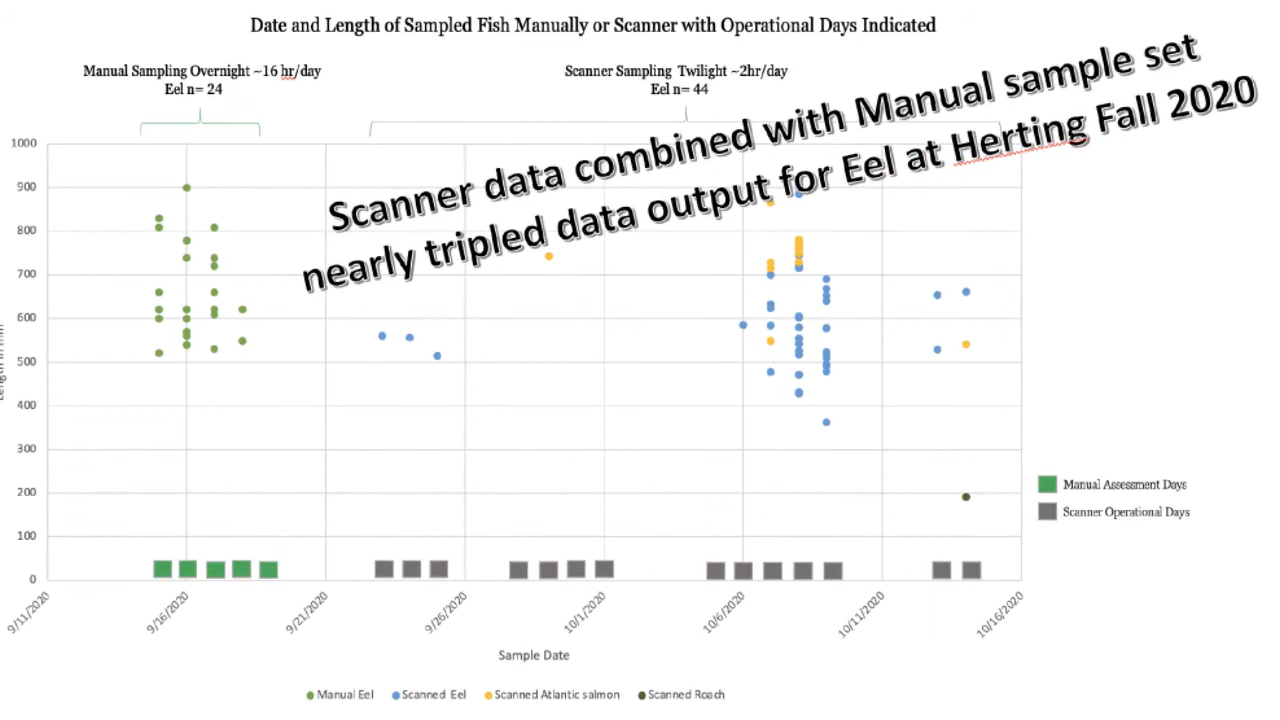 Date and Length of Sampled Fish Manually or Scanner with Operational Days Indicated
Manual Sampling Overnight ~16 hr/day
Eel n= 24
Scanner Sampling Twilight ~2hr/day
Eel n= 44
Scanner data combined with Manual sample set
nearly tripled data output for Eel at Herting Fall 2020
1000
900
800
700
600
500
400
300
200
100
0
9/11/2020
9/16/2020
9/21/2020
9/26/2020
10/1/2020
10/6/2020
10/11/2020
10/16/2020
Sample Date
Manual Assessment Days
Scanner Operational Days
Manual Eel
Scanned Eel
Scanned Atlantic salmon
Scanned Roach